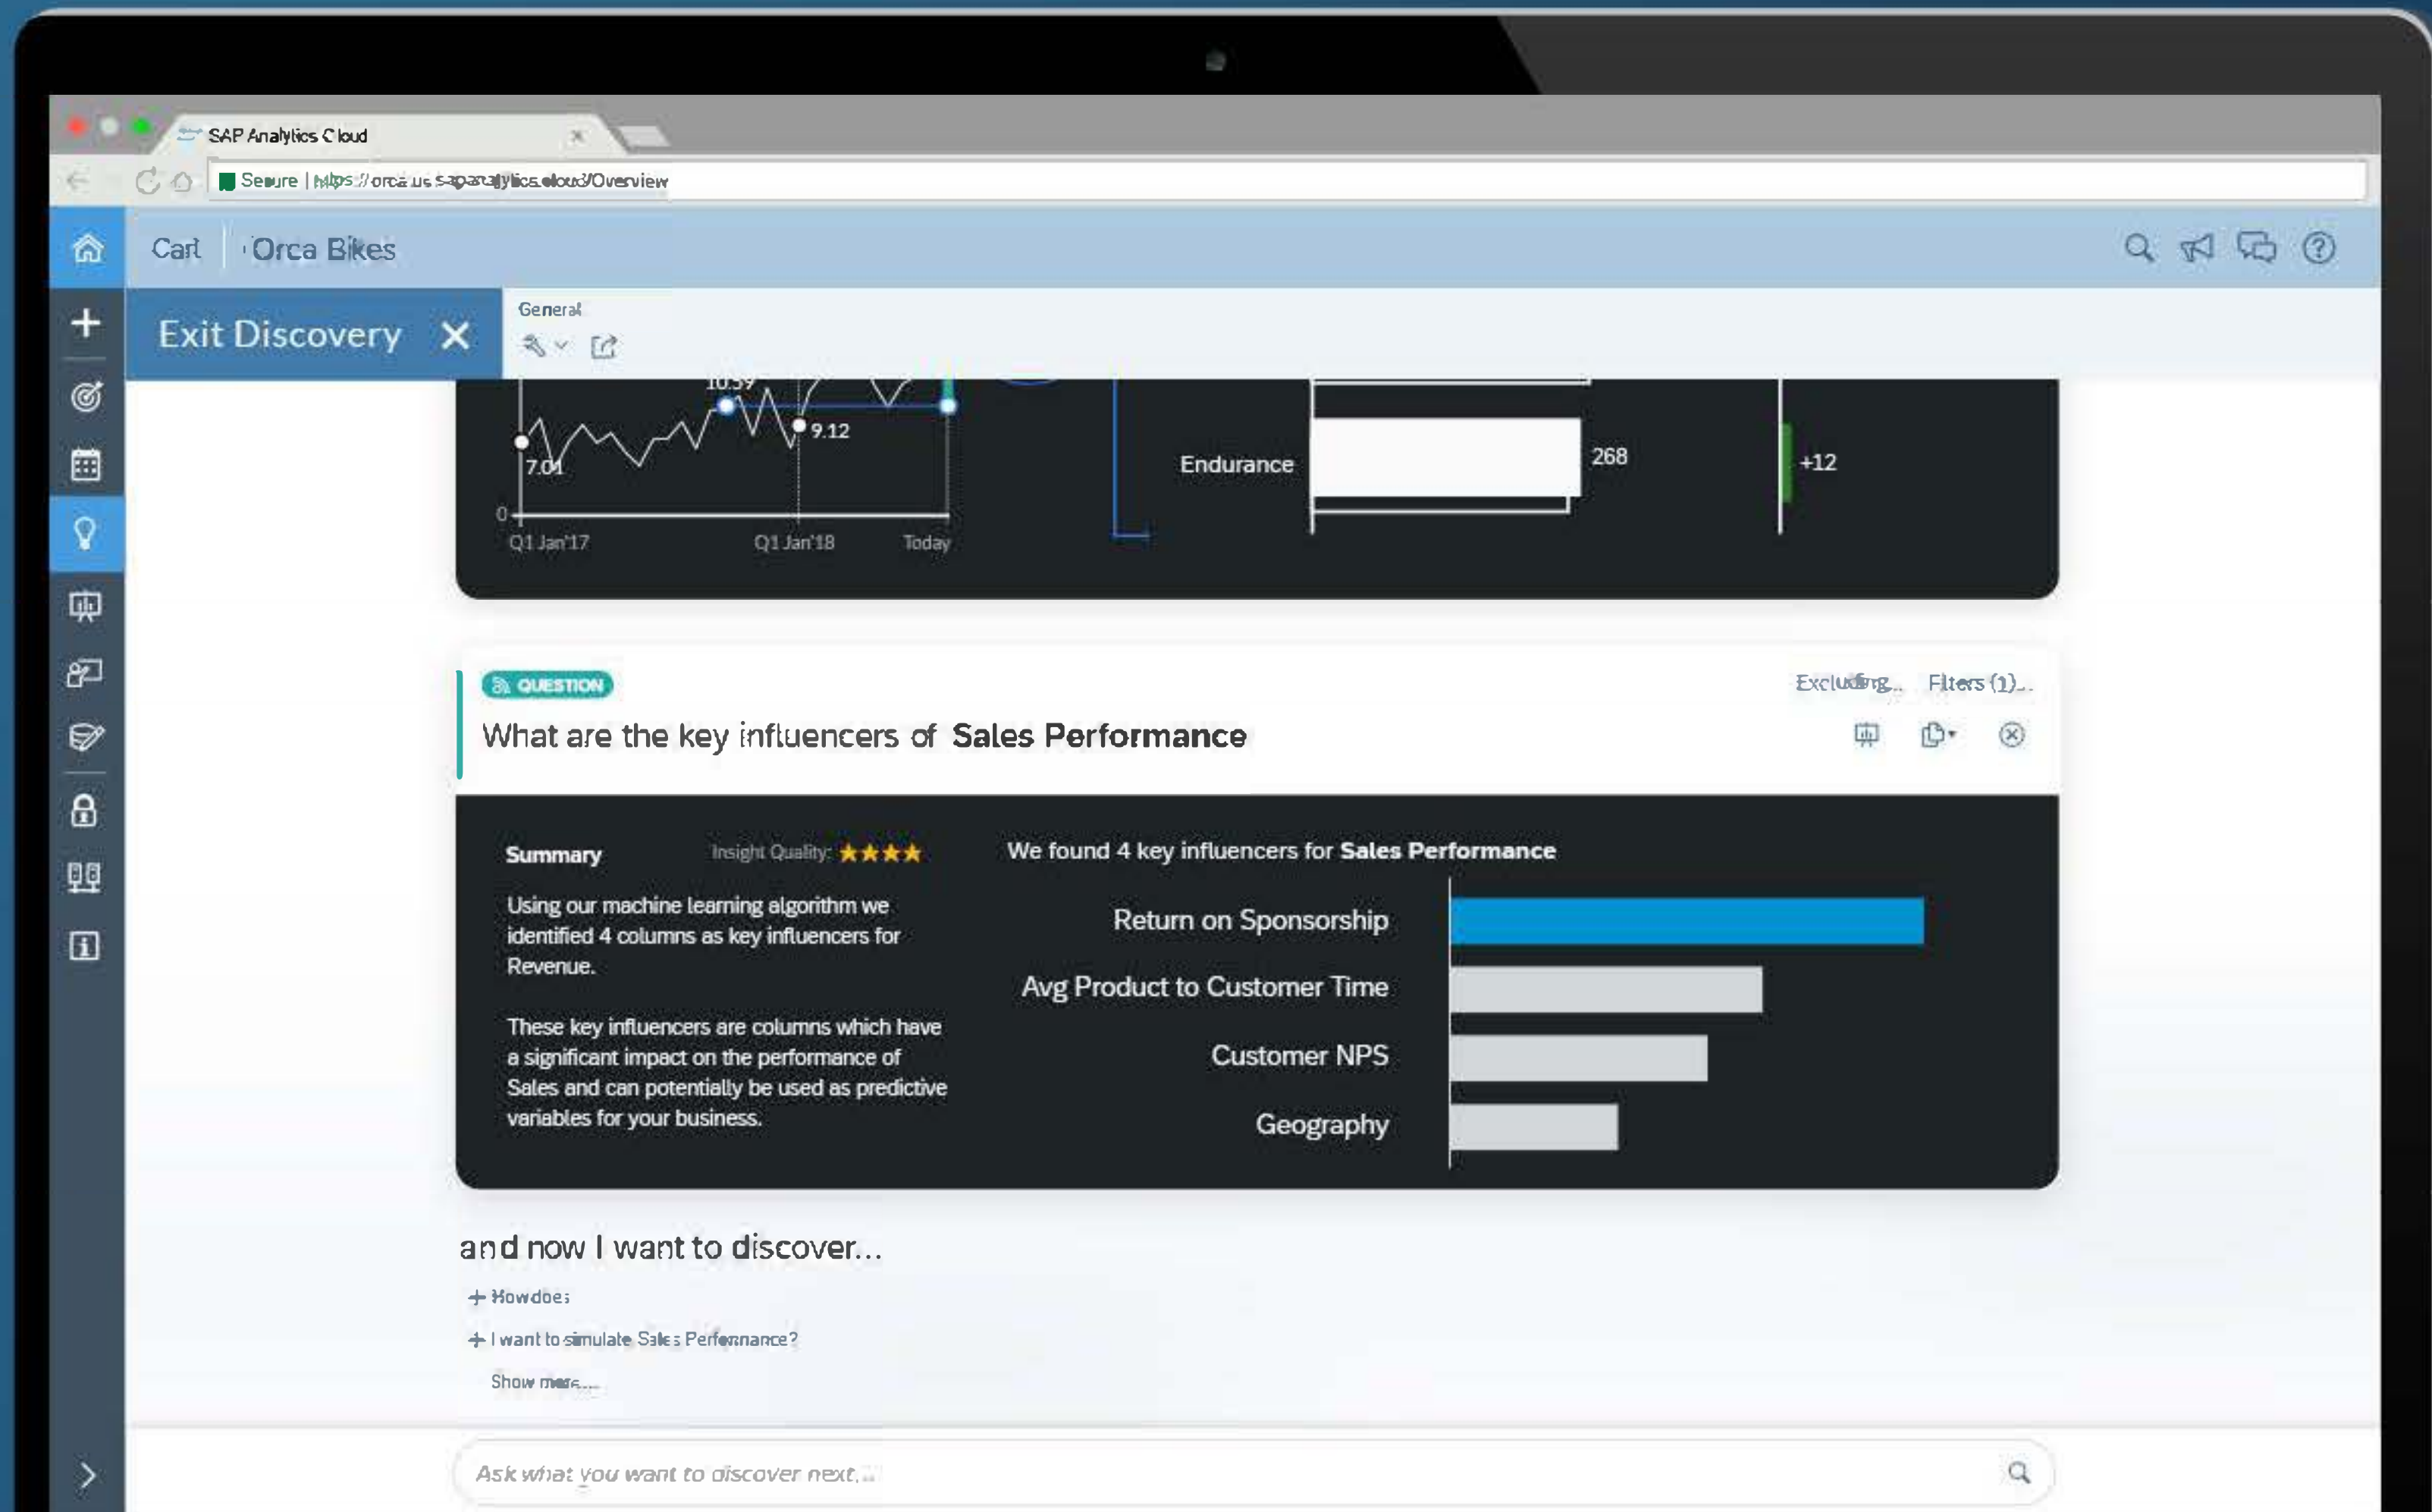 SAP Analytics Cloud
Secure |
Cart
Orca Bikes
Exit Discovery
General
10.59
9.12
7.01
0
Q1 Jan'17
Q1 Jan'18
Today
Endurance
268
+12
QUESTION
Excluding...
Filters (1)...
What are the key influencers of Sales Performance
Summary
Insight Quality:
We found 4 key influencers for Sales Performance
Using our machine learning algorithm we
identified 4 columns as key influencers for
Revenue.
These key influencers are columns which have
a significant impact on the performance of
Sales and can potentially be used as predictive
variables for your business.
Return on Sponsorship
Avg Product to Customer Time
Customer NPS
Geography
and now I want to discover...
+ How does
+ I want to simulate Sales Performance?
Show more...
Ask what you want to discover next...